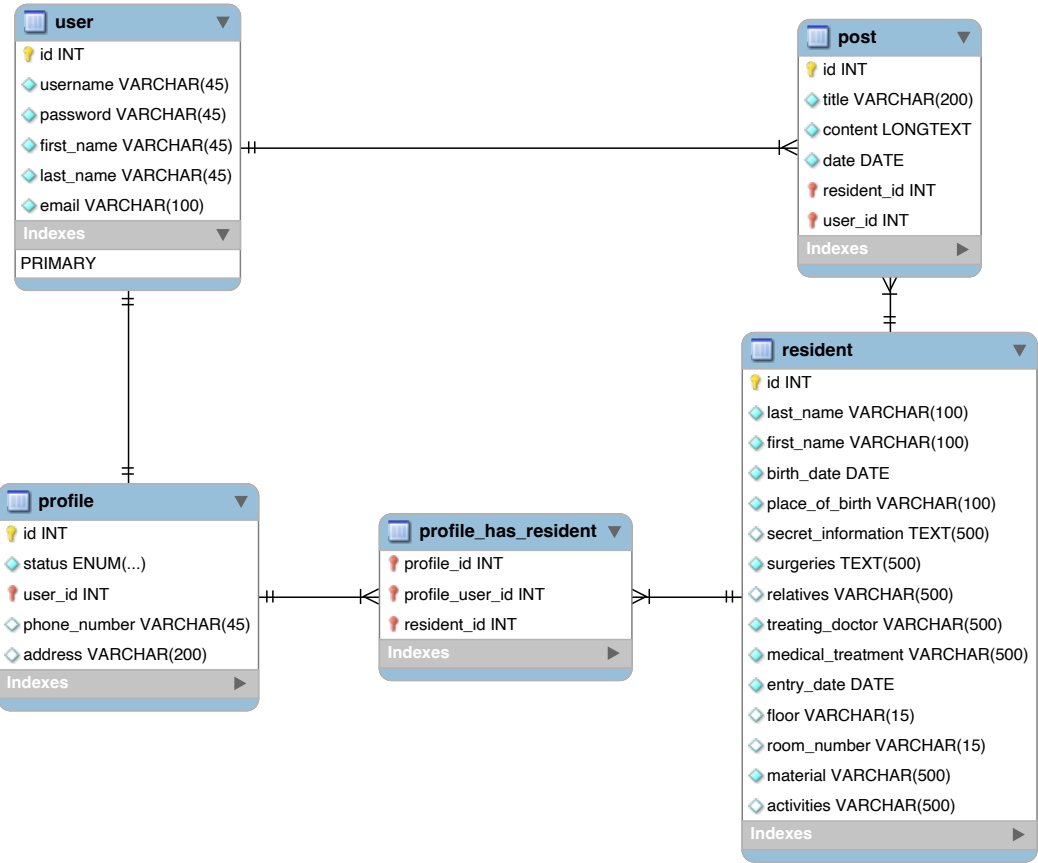 user
id INT
username VARCHAR(45)
password VARCHAR(45)
first_name VARCHAR(45)
last_name VARCHAR(45)
email VARCHAR(100)
Indexes
PRIMARY
post
id INT
title VARCHAR(200)
content LONGTEXT
date DATE
resident_id INT
user_id INT
Indexes
profile
id INT
status ENUM(...)
user_id INT
phone_number VARCHAR(45)
address VARCHAR(200)
Indexes
profile_has_resident
profile_id INT
profile_user_id INT
resident_id INT
Indexes
resident
id INT
last_name VARCHAR(100)
first_name VARCHAR(100)
birth_date DATE
place_of_birth VARCHAR(100)
secret_information TEXT(500)
surgeries TEXT(500)
relatives VARCHAR(500)
treating_doctor VARCHAR(500)
medical_treatment VARCHAR(500)
entry_date DATE
floor VARCHAR(15)
room_number VARCHAR(15)
material VARCHAR(500)
activities VARCHAR(500)
Indexes